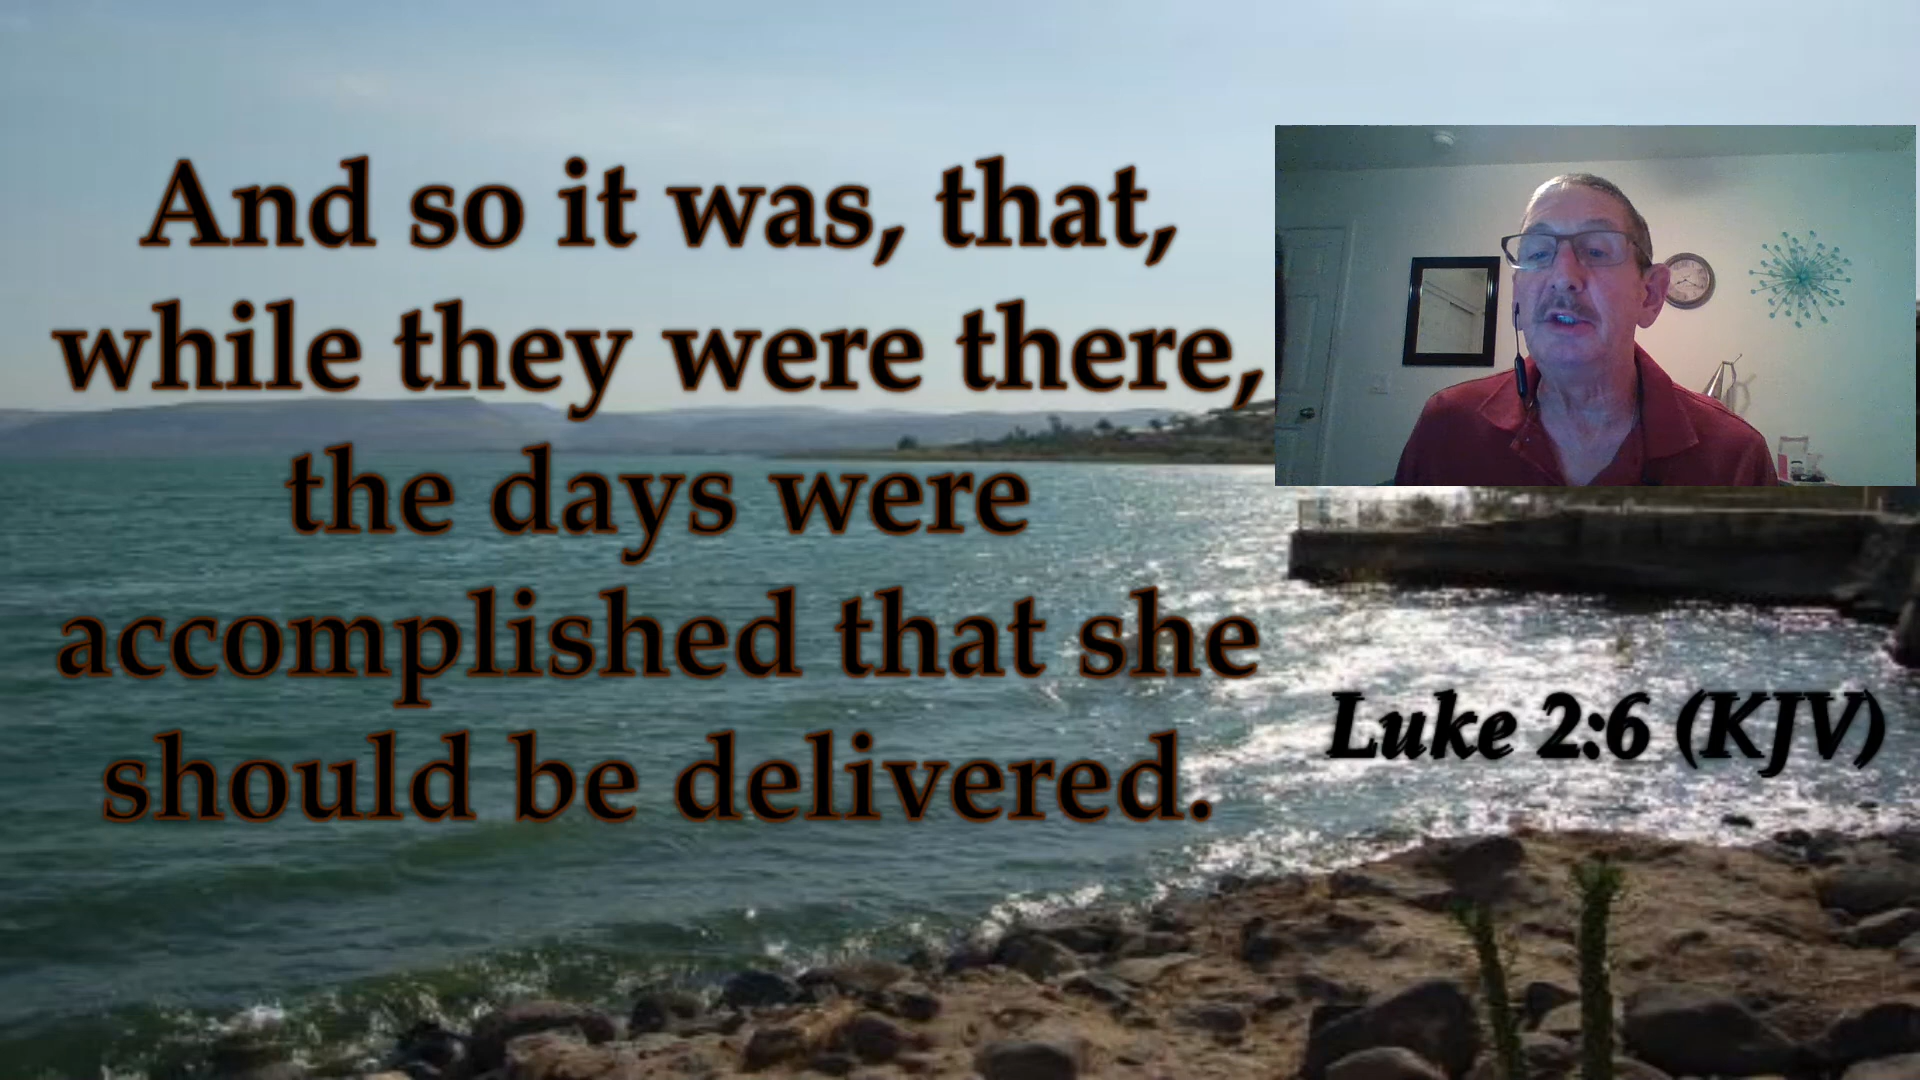 And so it was, that,
while they were there,
the days were
accomplished that she
should be delivered.
Luke 2:6 (KJV)